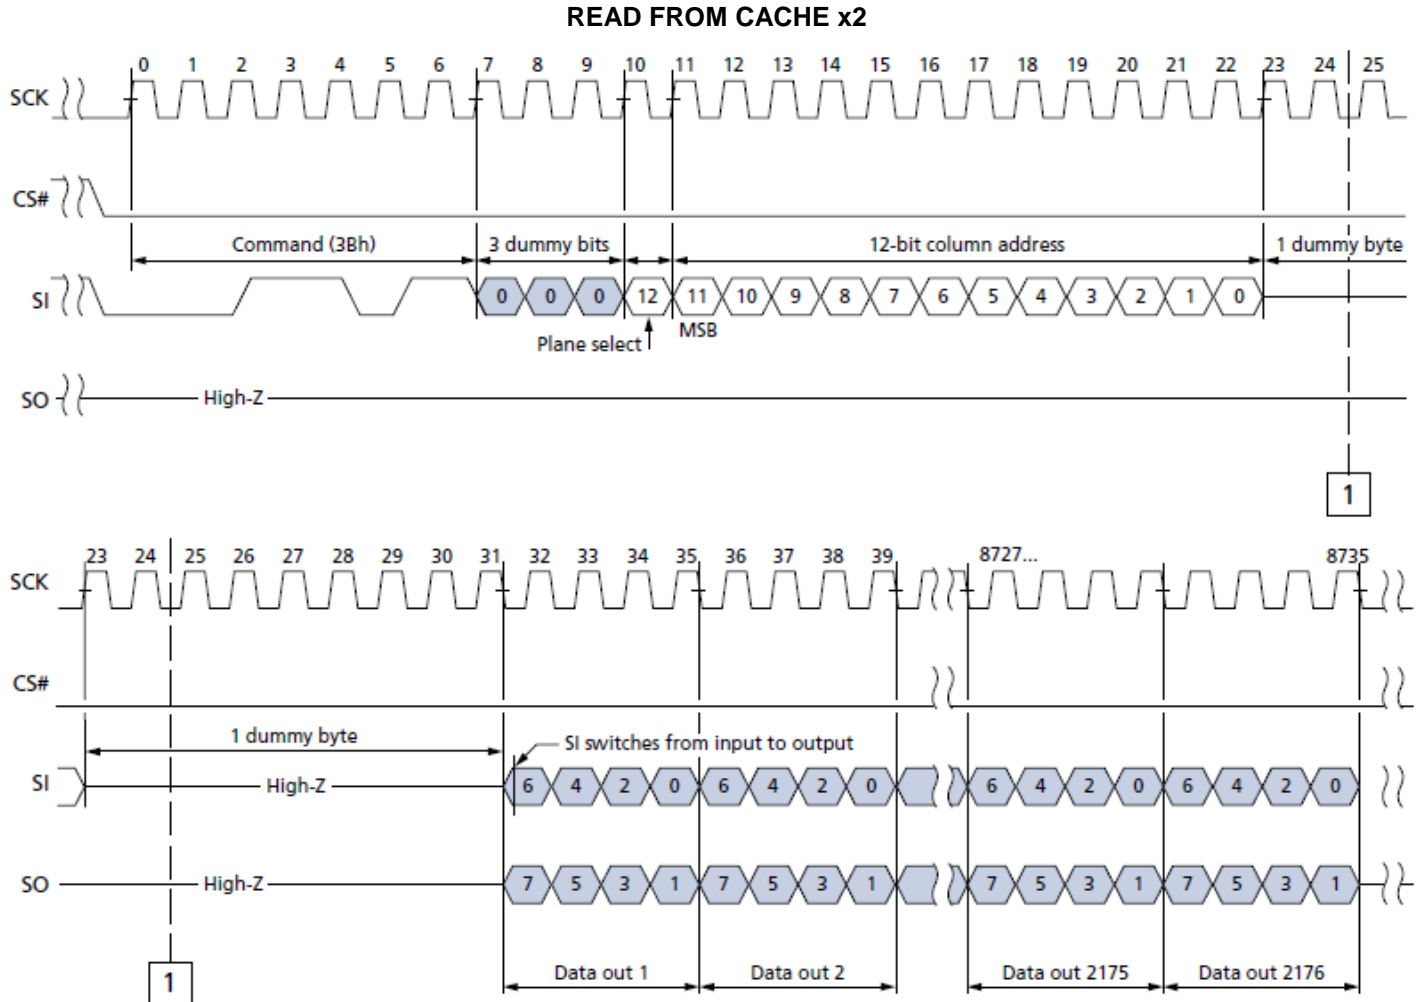 READ FROM CACHE x2
0 1 2 3 4 5 6 7 8 9 10 11 12 13 14 15 16 17 18 19 20 21 22 23 24 25
SCK
CS#
Command (3Bh) 3 dummy bits 12-bit column address 1 dummy byte
SI 0 0 0 12 11 10 9 8 7 6 5 4 3 2 1 0
MSB
Plane select
SO High-Z
1
23 24 25 26 27 28 29 30 31 32 33 34 35 36 37 38 39 8727... 8735
SCK
CS#
1 dummy byte SI switches from input to output
SI High-Z 6 4 2 0 6 4 2 0 6 4 2 0 6 4 2 0
SO High-Z 7 5 3 1 7 5 3 1 7 5 3 1 7 5 3 1
1 Data out 1 Data out 2 Data out 2175 Data out 2176